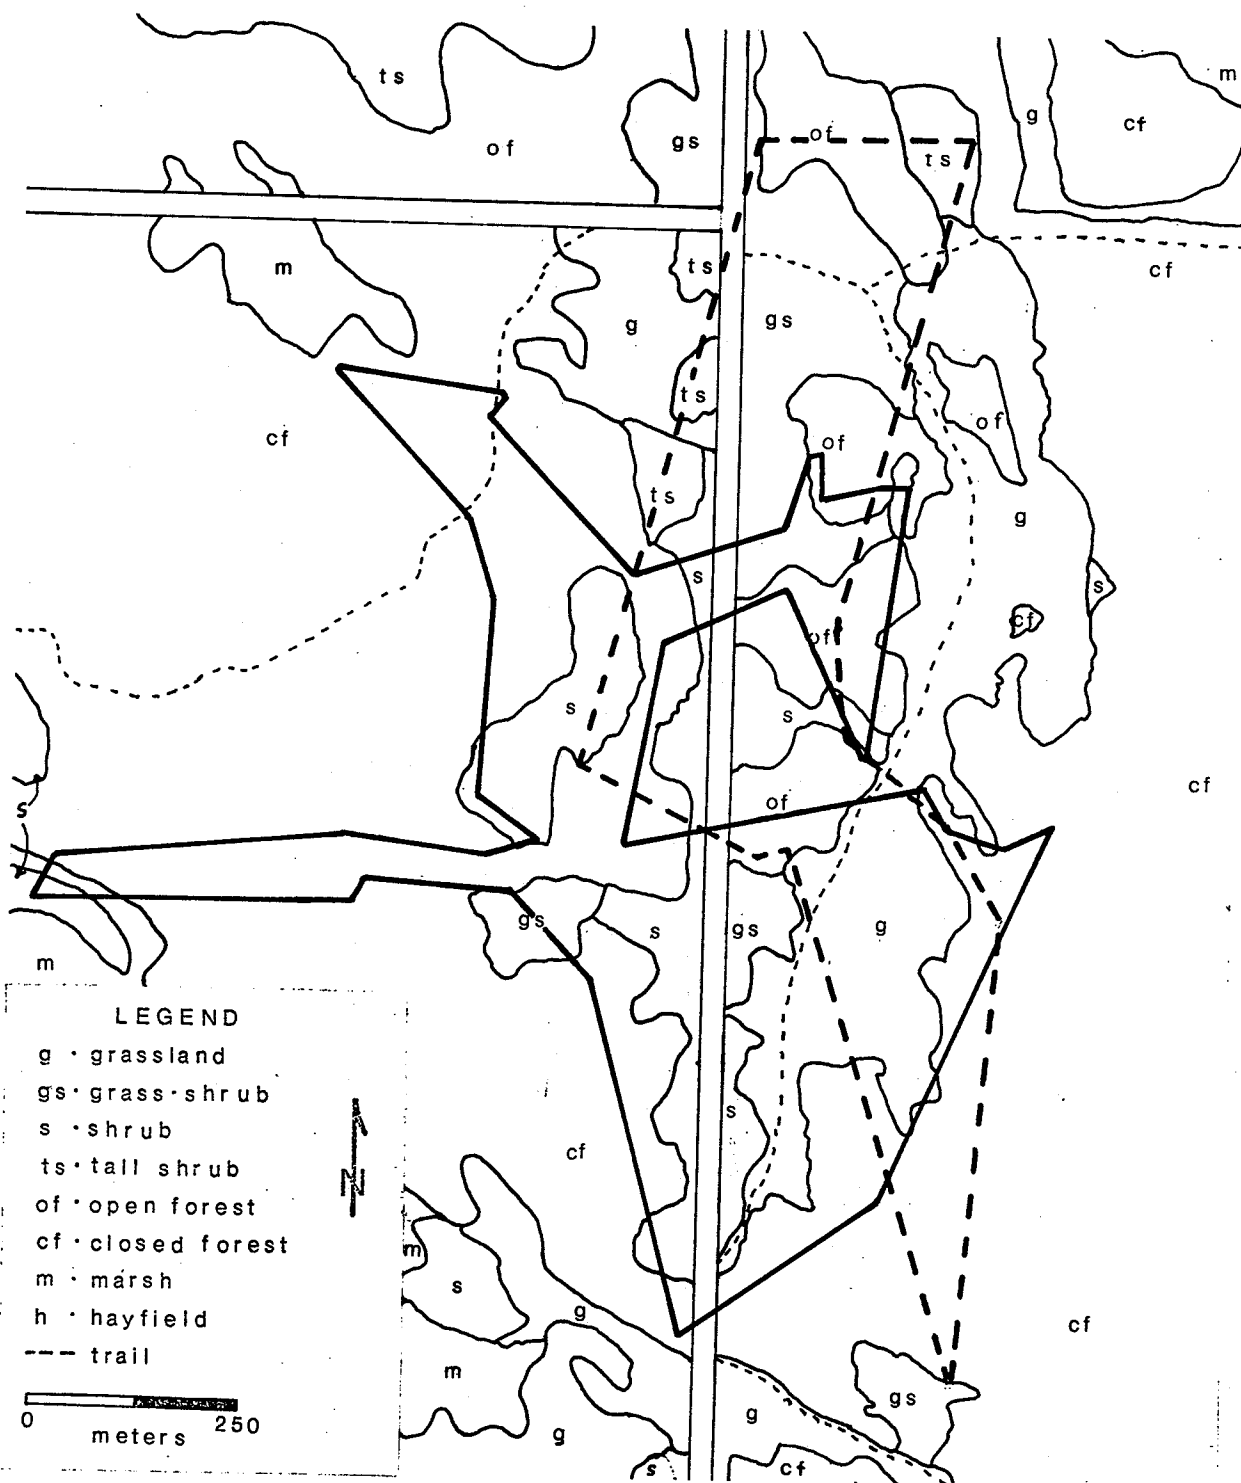 ts
of
gs
of
ts
g
cf
m
m
ts
g
gs
cf
ts
cf
of
of
ts
g
s
s
cf
of
s
s
cf
s
of
gs
s
gs
g
m
LEGEND
g · grassland
gs · grass-shrub
s · shrub
ts · tall shrub
of · open forest
cf · closed forest
m · marsh
h · hayfield
--- trail
0 250
meters
s
cf
m
s
g
cf
m
gs
g
g
s
cf